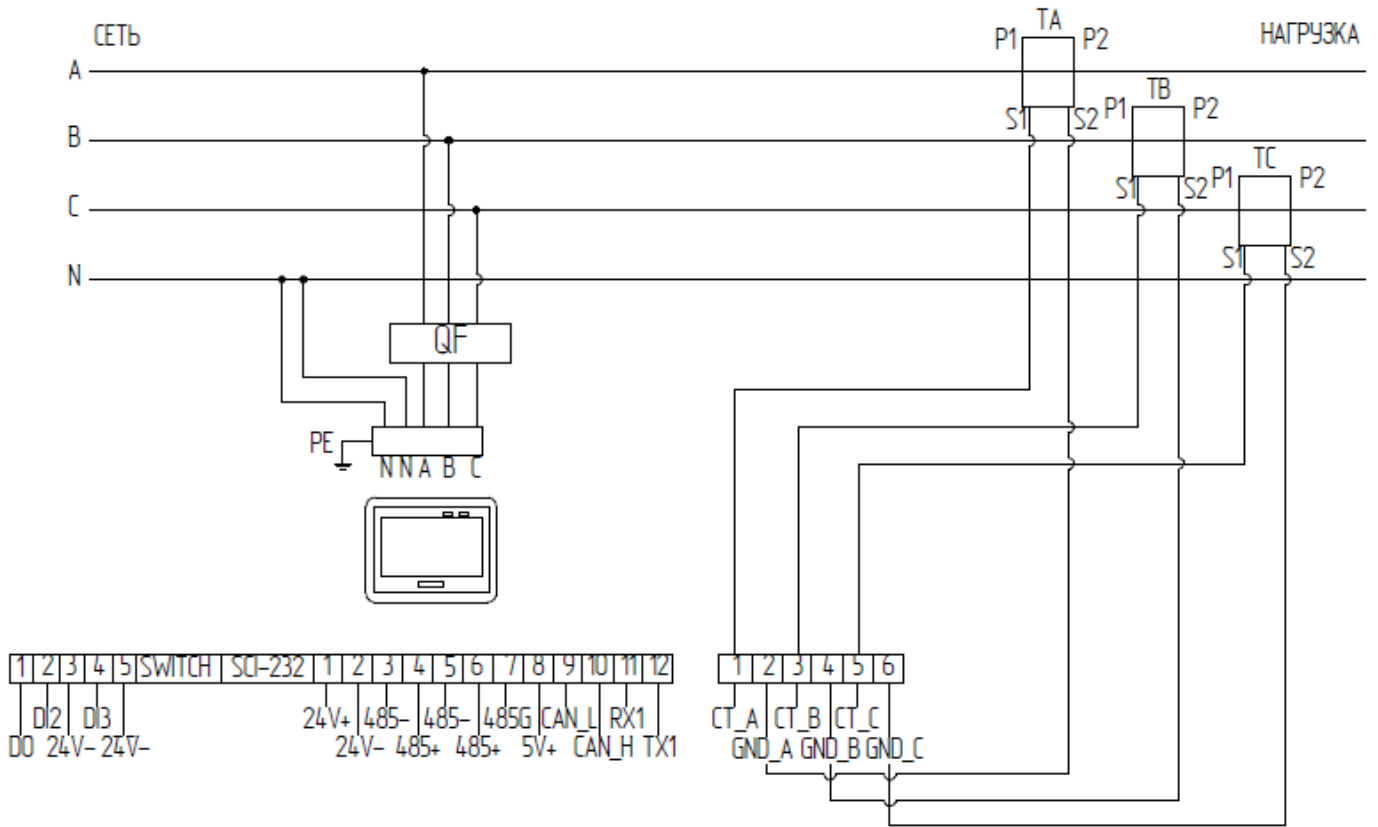 СЕТЬ
ТА
НАГРУЗКА
P1
P2
A
ТВ
S1
S2
P1
P2
B
ТС
S1
S2
P1
P2
C
S1
S2
N
QF
PE
N N A B C
1 2 3 4 5 SWITCH SCI-232 1 2 3 4 5 6 7 8 9 10 11 12
1 2 3 4 5 6
DI2 DI3 24V+ 485- 485- 485G CAN_L RX1
CT_A CT_B CT_C
DO 24V- 24V- 24V- 485+ 485+ 5V+ CAN_H TX1
GND_A GND_B GND_C